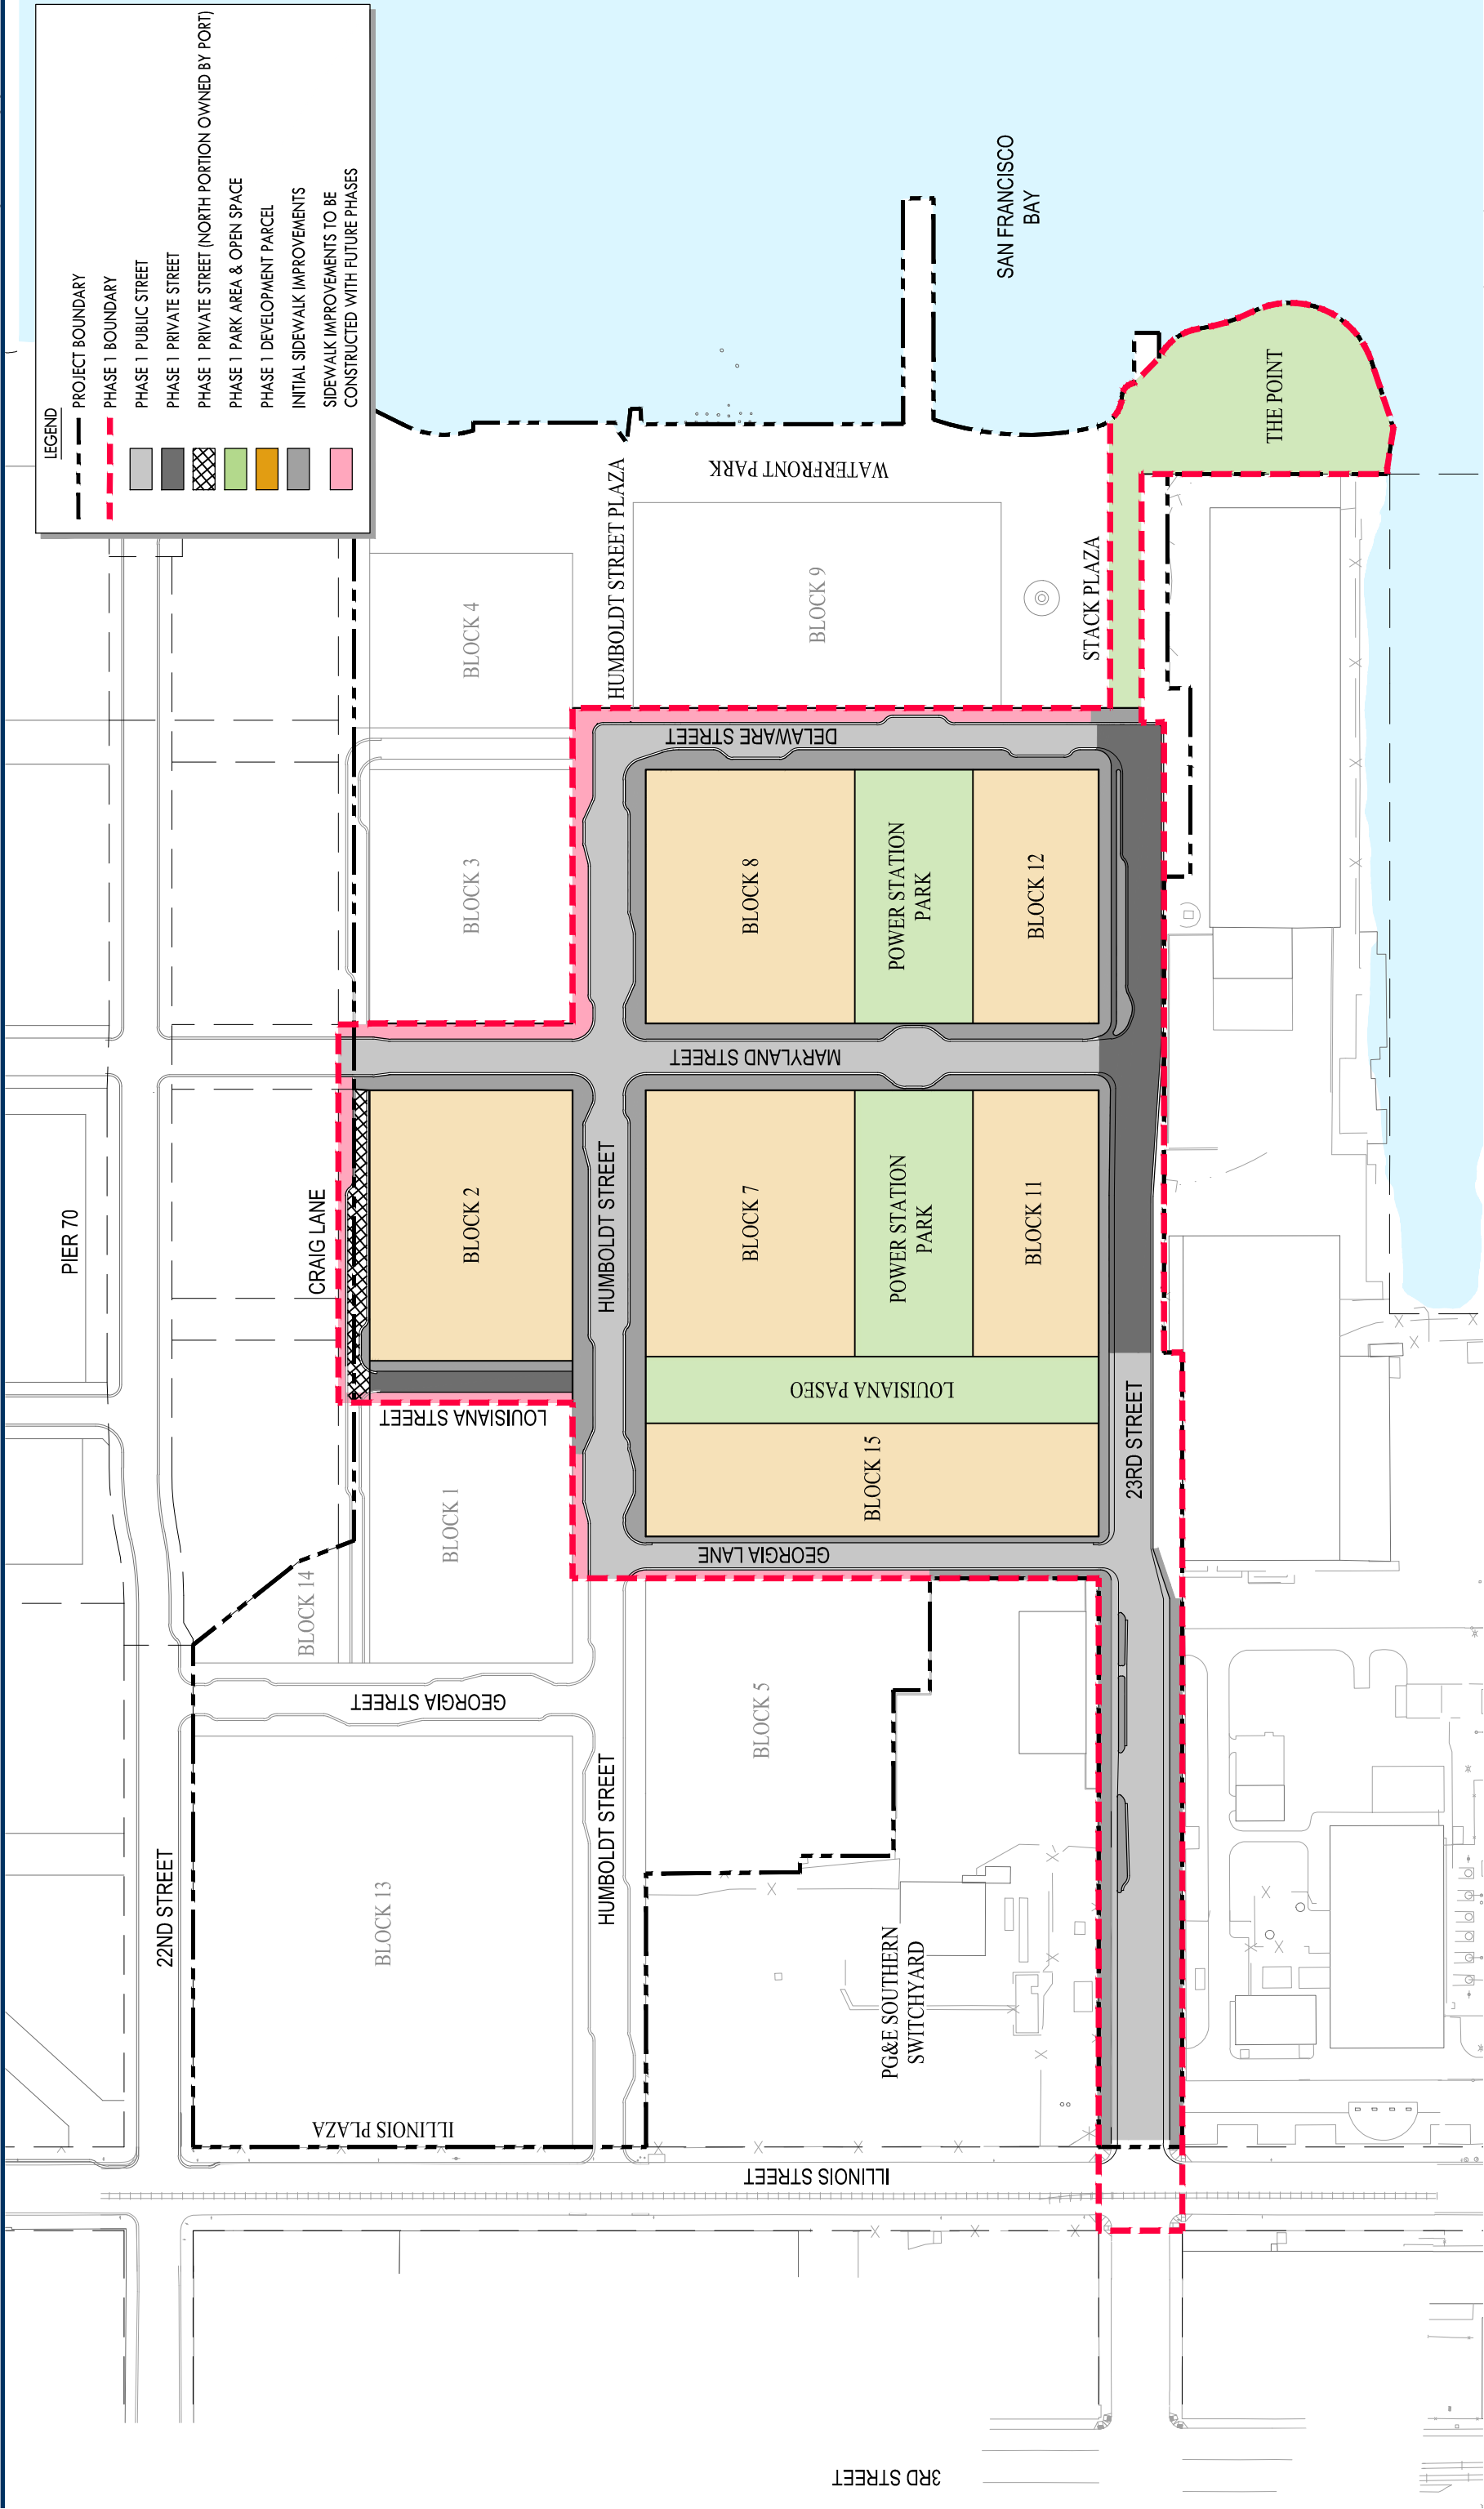 LEGEND
PROJECT BOUNDARY
PHASE 1 BOUNDARY
PHASE 1 PUBLIC STREET
PHASE 1 PRIVATE STREET
PHASE 1 PRIVATE STREET (NORTH PORTION OWNED BY PORT)
PHASE 1 PARK AREA & OPEN SPACE
PHASE 1 DEVELOPMENT PARCEL
INITIAL SIDEWALK IMPROVEMENTS
SIDEWALK IMPROVEMENTS TO BE
CONSTRUCTED WITH FUTURE PHASES
PIER 70
22ND STREET
CRAIG LANE
BLOCK 14
BLOCK 13
GEORGIA STREET
ILLINOIS PLAZA
BLOCK 1
LOUISIANA STREET
BLOCK 2
BLOCK 3
BLOCK 4
HUMBOLDT STREET
HUMBOLDT STREET
HUMBOLDT STREET PLAZA
ILLINOIS STREET
BLOCK 5
GEORGIA LANE
BLOCK 15
LOUISIANA PASEO
BLOCK 7
MARYLAND STREET
BLOCK 8
DELAWARE STREET
BLOCK 9
WATERFRONT PARK
PG&E SOUTHERN
SWITCHYARD
POWER STATION
PARK
POWER STATION
PARK
BLOCK 11
BLOCK 12
STACK PLAZA
SAN FRANCISCO
BAY
3RD STREET
23RD STREET
THE POINT